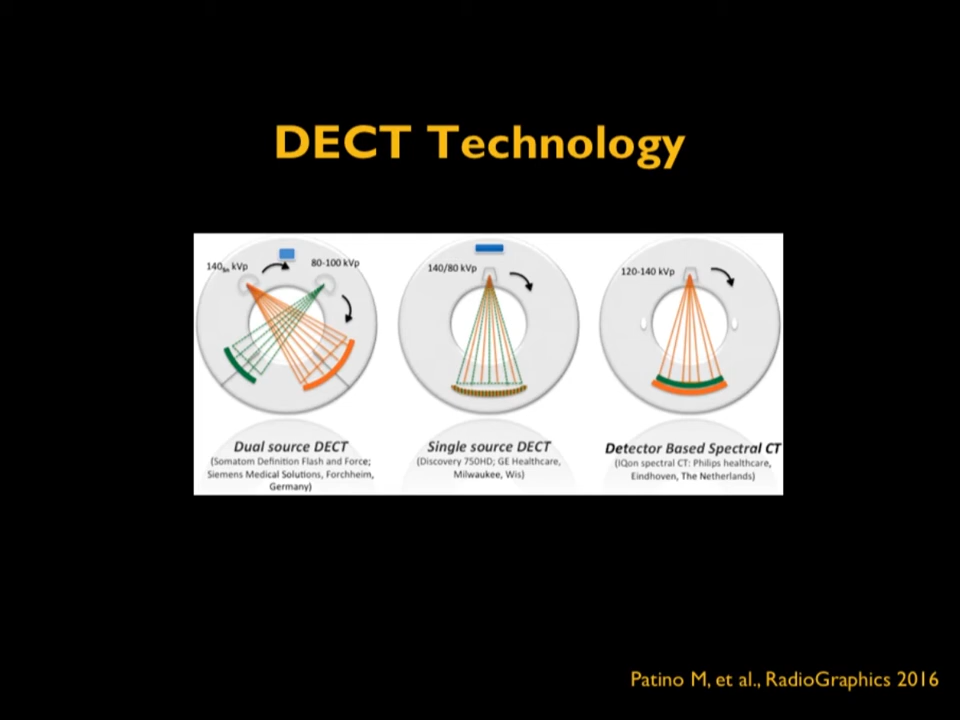 DECT Technology
140Sn kVp
80-100 kVp
140/80 kVp
120-140 kVp
Dual source DECT
(Somatom Definition Flash and Force;
Siemens Medical Solutions, Forchheim,
Germany)
Single source DECT
(Discovery 750HD; GE Healthcare,
Milwaukee, Wis)
Detector Based Spectral CT
(IQon spectral CT: Philips healthcare,
Eindhoven, The Netherlands)
Patino M, et al., RadioGraphics 2016